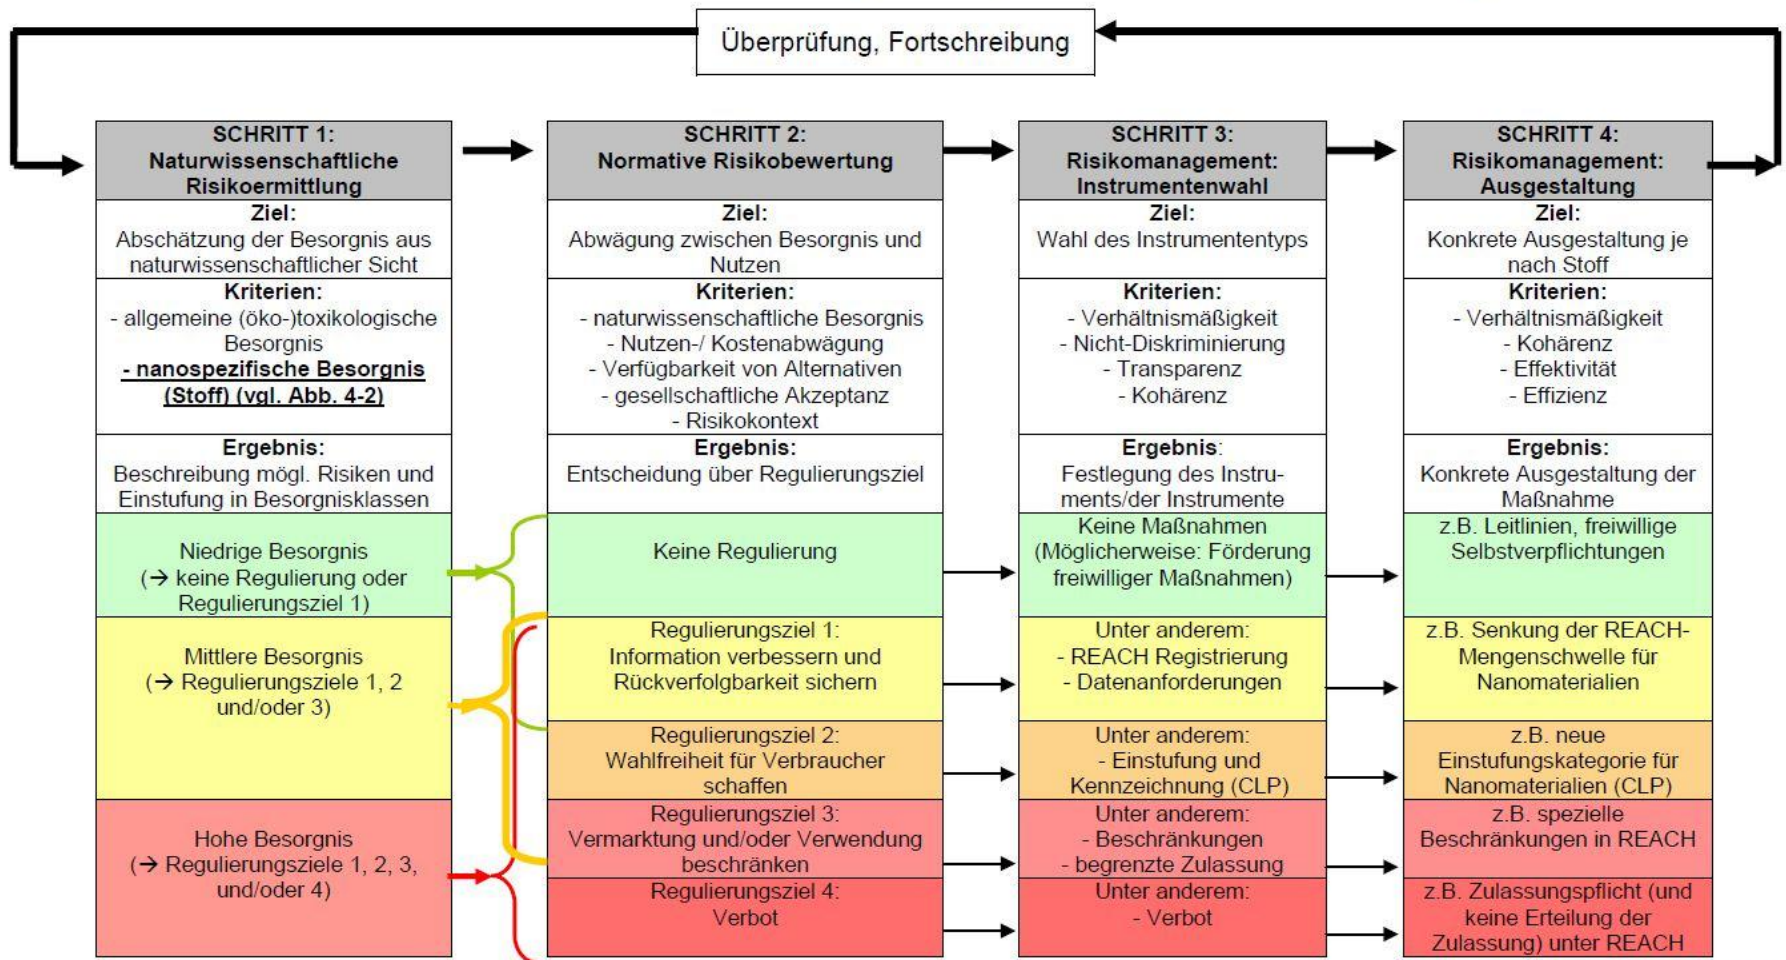 Überprüfung, Fortschreibung
SCHRITT 1:
Naturwissenschaftliche
Risikoermittlung
Ziel:
Abschätzung der Besorgnis aus
naturwissenschaftlicher Sicht
Kriterien:
- allgemeine (öko-)toxikologische
Besorgnis
- nanospezifische Besorgnis
(Stoff) (vgl. Abb. 4-2)
Ergebnis:
Beschreibung mögl. Risiken und
Einstufung in Besorgnisklassen
Niedrige Besorgnis
(→ keine Regulierung oder
Regulierungsziel 1)
Mittlere Besorgnis
(→ Regulierungsziele 1, 2
und/oder 3)
Hohe Besorgnis
(→ Regulierungsziele 1, 2, 3,
und/oder 4)
SCHRITT 2:
Normative Risikobewertung
Ziel:
Abwägung zwischen Besorgnis und
Nutzen
Kriterien:
- naturwissenschaftliche Besorgnis
- Nutzen-/ Kostenabwägung
- Verfügbarkeit von Alternativen
- gesellschaftliche Akzeptanz
- Risikokontext
Ergebnis:
Entscheidung über Regulierungsziel
Keine Regulierung
Regulierungsziel 1:
Information verbessern und
Rückverfolgbarkeit sichern
Regulierungsziel 2:
Wahlfreiheit für Verbraucher
schaffen
Regulierungsziel 3:
Vermarktung und/oder Verwendung
beschränken
Regulierungsziel 4:
Verbot
SCHRITT 3:
Risikomanagement:
Instrumentenwahl
Ziel:
Wahl des Instrumententyps
Kriterien:
- Verhältnismäßigkeit
- Nicht-Diskriminierung
- Transparenz
- Kohärenz
Ergebnis:
Festlegung des Instru-
ments/der Instrumente
Keine Maßnahmen
(Möglicherweise: Förderung
freiwilliger Maßnahmen)
Unter anderem:
- REACH Registrierung
- Datenanforderungen
Unter anderem:
- Einstufung und
Kennzeichnung (CLP)
Unter anderem:
- Beschränkungen
- begrenzte Zulassung
Unter anderem:
- Verbot
SCHRITT 4:
Risikomanagement:
Ausgestaltung
Ziel:
Konkrete Ausgestaltung je
nach Stoff
Kriterien:
- Verhältnismäßigkeit
- Kohärenz
- Effektivität
- Effizienz
Ergebnis:
Konkrete Ausgestaltung der
Maßnahme
z.B. Leitlinien, freiwillige
Selbstverpflichtungen
z.B. Senkung der REACH-
Mengenschwelle für
Nanomaterialien
z.B. neue
Einstufungskategorie für
Nanomaterialien (CLP)
z.B. spezielle
Beschränkungen in REACH
z.B. Zulassungspflicht (und
keine Erteilung der
Zulassung) unter REACH